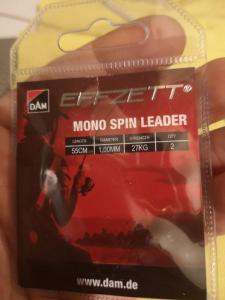 DAM
EFFZETT®
MONO SPIN LEADER
LENGTH DIAMETER STRENGTH QTY
55CM 1,00MM 27KG 2
www.dam.de